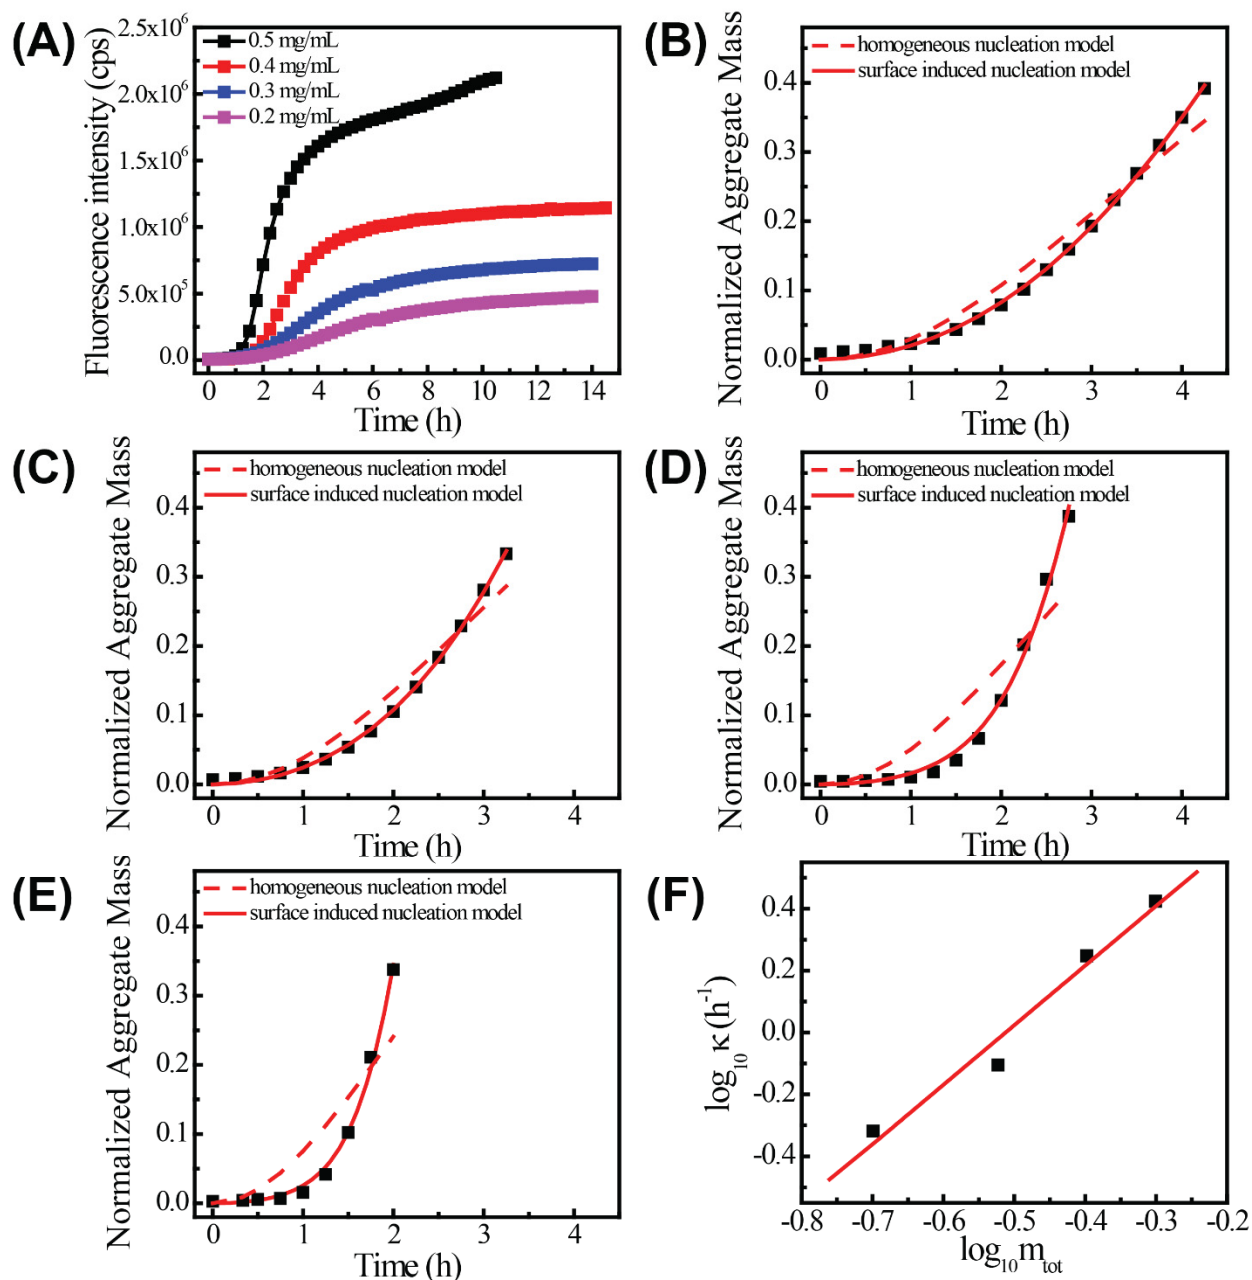 (A)
Fluorescence intensity (cps)
2.5x10⁶
2.0x10⁶
1.5x10⁶
1.0x10⁶
5.0x10⁵
0.0
0.5 mg/mL
0.4 mg/mL
0.3 mg/mL
0.2 mg/mL
0 2 4 6 8 10 12 14
Time (h)
(B)
Normalized Aggregate Mass
homogeneous nucleation model
surface induced nucleation model
0.4
0.3
0.2
0.1
0.0
0 1 2 3 4
Time (h)
(C)
Normalized Aggregate Mass
homogeneous nucleation model
surface induced nucleation model
0.4
0.3
0.2
0.1
0.0
0 1 2 3 4
Time (h)
(D)
Normalized Aggregate Mass
homogeneous nucleation model
surface induced nucleation model
0.4
0.3
0.2
0.1
0.0
0 1 2 3 4
Time (h)
(E)
Normalized Aggregate Mass
homogeneous nucleation model
surface induced nucleation model
0.4
0.3
0.2
0.1
0.0
0 1 2 3 4
Time (h)
(F)
log₁₀ κ (h⁻¹)
0.4
0.2
0.0
-0.2
-0.4
-0.8 -0.7 -0.6 -0.5 -0.4 -0.3 -0.2
log₁₀ mₜₒₜ